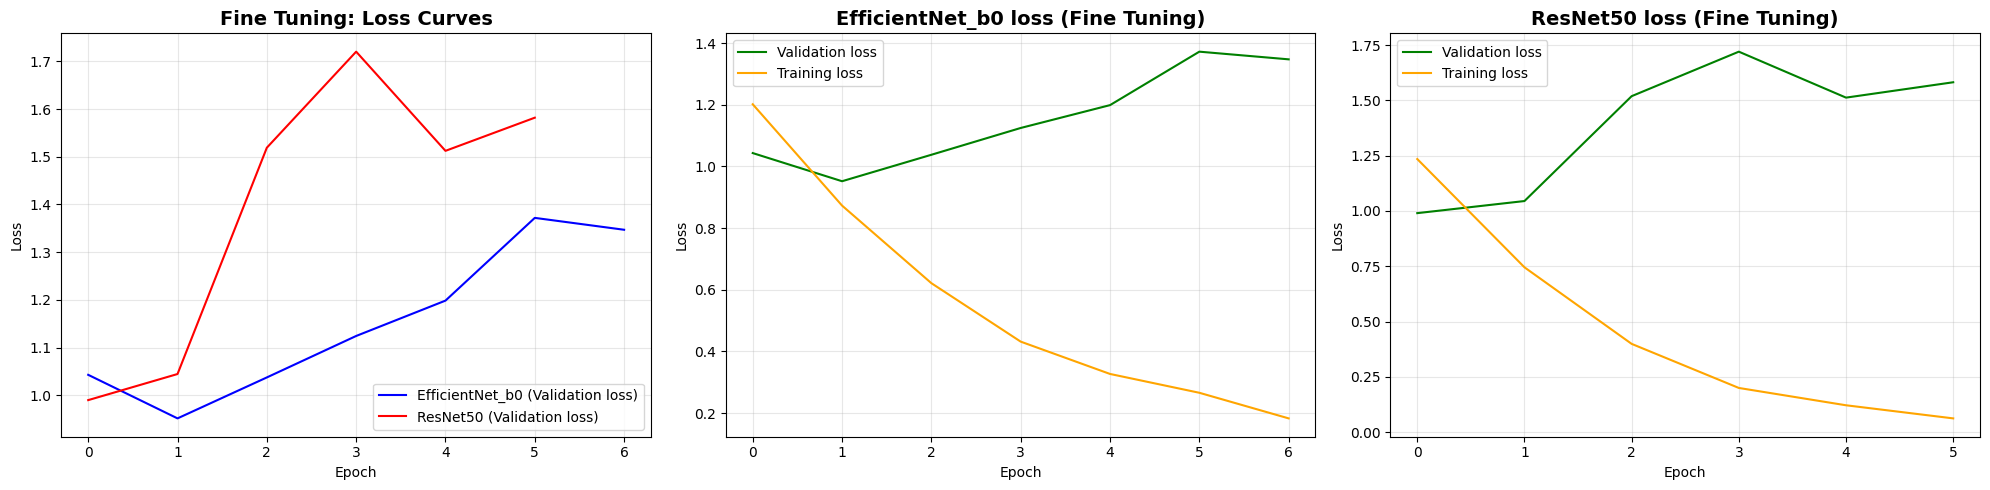 Fine Tuning: Loss Curves
Loss
1.7
1.6
1.5
1.4
1.3
1.2
1.1
1.0
EfficientNet_b0 (Validation loss)
ResNet50 (Validation loss)
0 1 2 3 4 5 6
Epoch
EfficientNet_b0 loss (Fine Tuning)
Validation loss
Training loss
Loss
1.4
1.2
1.0
0.8
0.6
0.4
0.2
0 1 2 3 4 5 6
Epoch
ResNet50 loss (Fine Tuning)
Validation loss
Training loss
Loss
1.75
1.50
1.25
1.00
0.75
0.50
0.25
0.00
0 1 2 3 4 5
Epoch